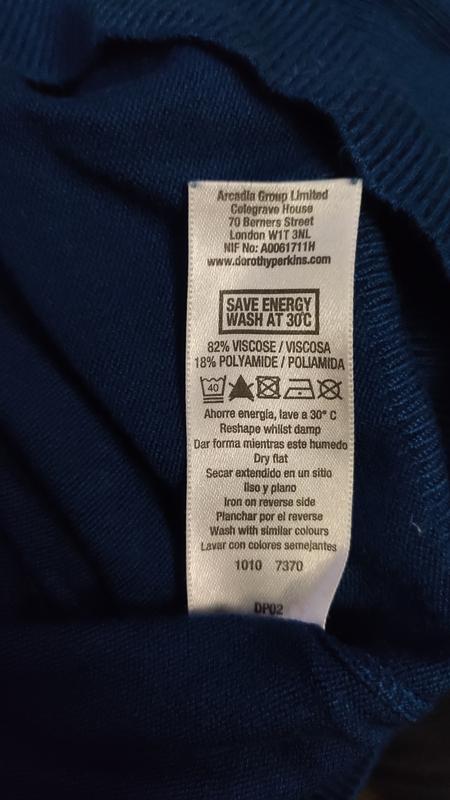 Arcadia Group Limited
Colegrave House
70 Berners Street
London W1T 3NL
NIF No: A0061711H
www.dorothyperkins.com
SAVE ENERGY
WASH AT 30°C
82% VISCOSE / VISCOSA
18% POLYAMIDE / POLIAMIDA
40
Ahorre energía, lave a 30° C
Reshape whilst damp
Dar forma mientras este humedo
Dry flat
Secar extendido en un sitio
liso y plano
Iron on reverse side
Planchar por el reverse
Wash with similar colours
Lavar con colores semejantes
1010 7370
DP02